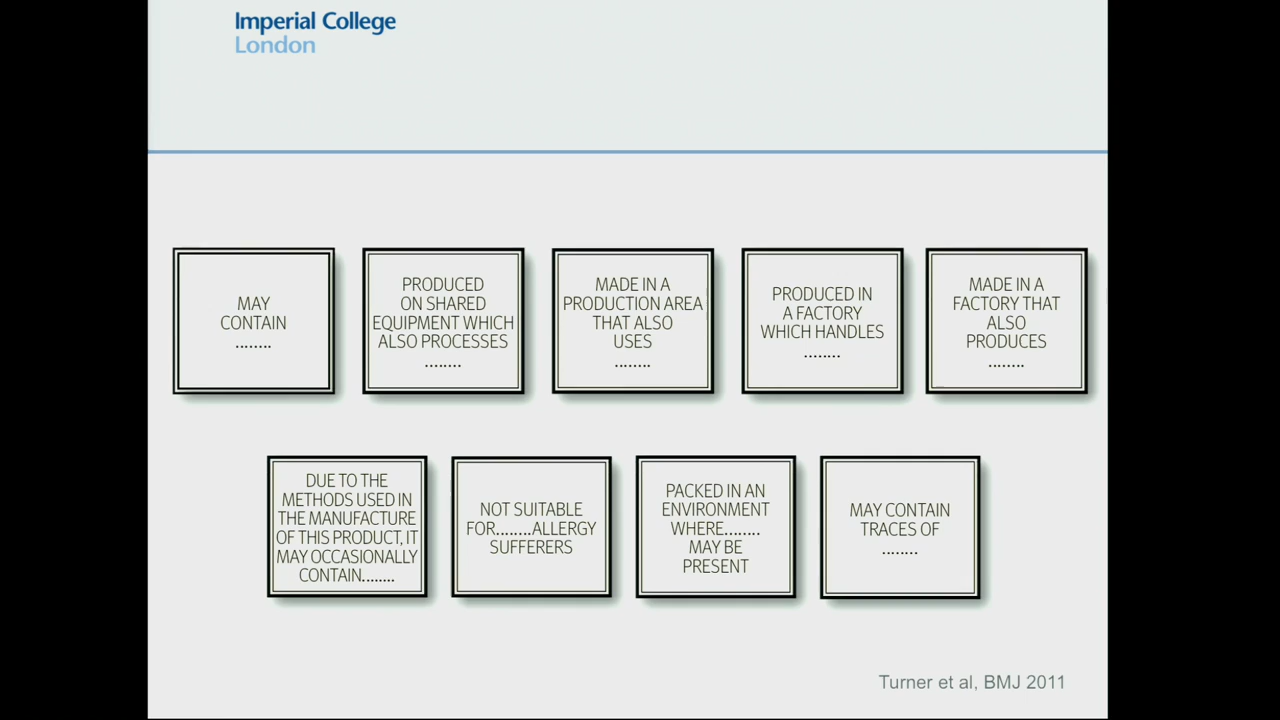 Imperial College
London
MAY
CONTAIN
........
PRODUCED
ON SHARED
EQUIPMENT WHICH
ALSO PROCESSES
........
MADE IN A
PRODUCTION AREA
THAT ALSO
USES
........
PRODUCED IN
A FACTORY
WHICH HANDLES
........
MADE IN A
FACTORY THAT
ALSO
PRODUCES
........
DUE TO THE
METHODS USED IN
THE MANUFACTURE
OF THIS PRODUCT, IT
MAY OCCASIONALLY
CONTAIN........
NOT SUITABLE
FOR........ALLERGY
SUFFERERS
PACKED IN AN
ENVIRONMENT
WHERE........
MAY BE
PRESENT
MAY CONTAIN
TRACES OF
........
Turner et al, BMJ 2011